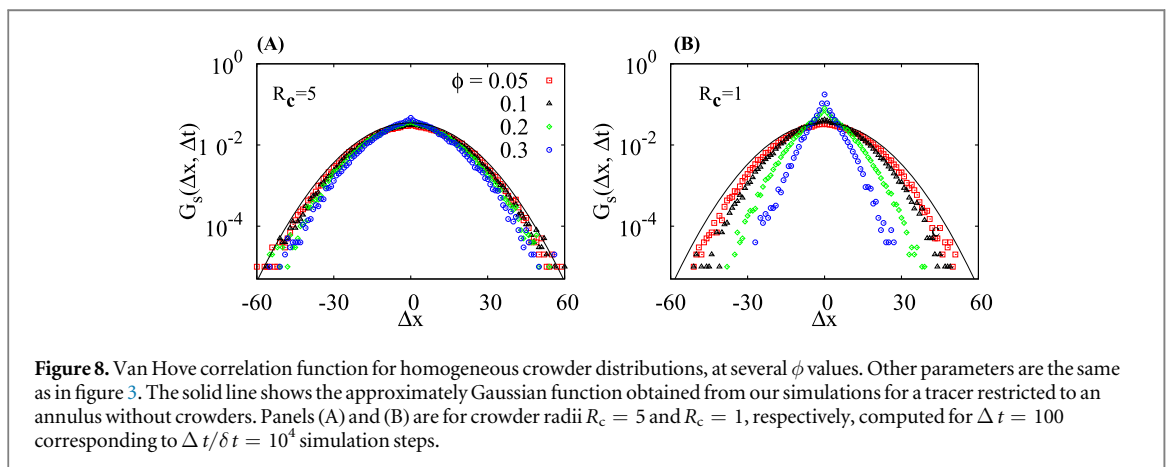 (A)
(B)
10^0
10^-2
10^-4
G_s(Δx, Δt)
R_c=5
ϕ = 0.05
0.1
0.2
0.3
-60 -30 0 30 60
Δx
10^0
10^-2
10^-4
G_s(Δx, Δt)
R_c=1
-60 -30 0 30 60
Δx
Figure 8. Van Hove correlation function for homogeneous crowder distributions, at several ϕ values. Other parameters are the same
as in figure 3. The solid line shows the approximately Gaussian function obtained from our simulations for a tracer restricted to an
annulus without crowders. Panels (A) and (B) are for crowder radii R_c = 5 and R_c = 1, respectively, computed for Δ t = 100
corresponding to Δ t/δ t = 10^4 simulation steps.